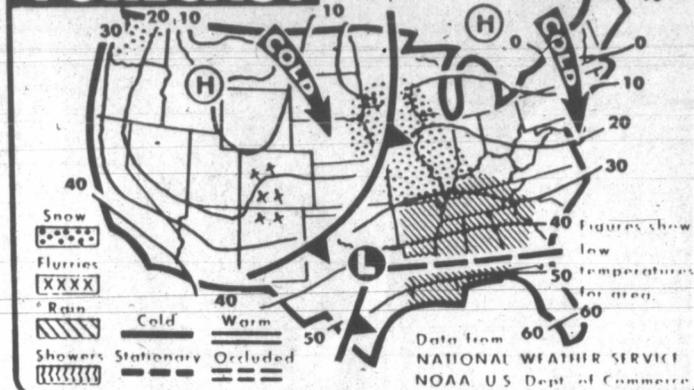 30
20
10
10
H
COLD
H
0
COLD
0
10
20
30
40
Snow
Flurries
XXXX
Rain
Showers
Cold
Warm
Stationary
Occluded
40
50
L
40 Figures show
low
50 temperatures
for area.
60
60
Data from
NATIONAL WEATHER SERVICE
NOAA U.S. Dept. of Commerce